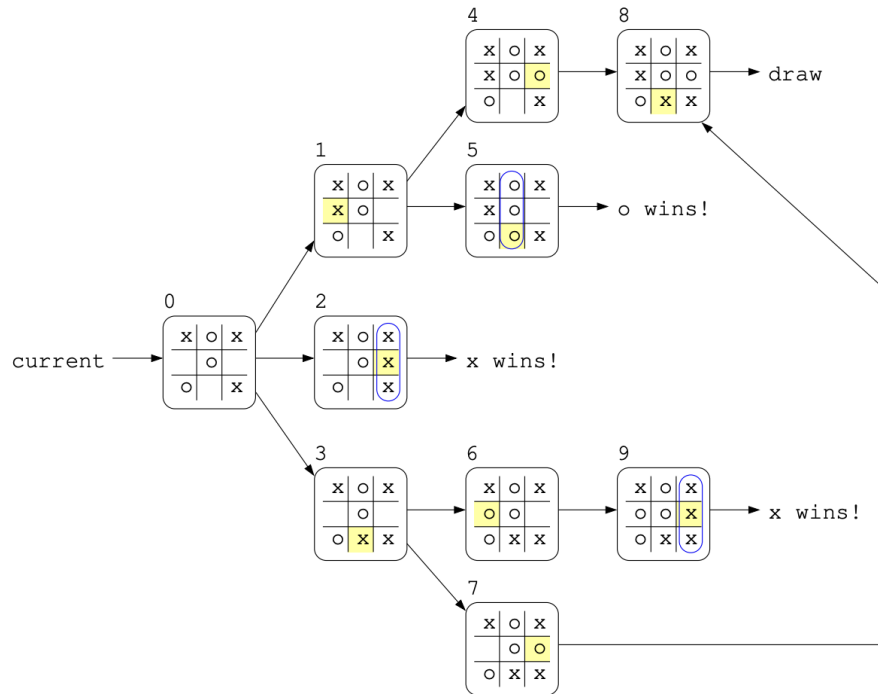 4
x o x
x o o
o x
8
x o x
x o o
o x x
draw
1
x o x
x o
o x
5
x o x
x o
o o x
o wins!
current
0
x o x
o
o x
2
x o x
o x
o x
x wins!
3
x o x
o
o x x
6
x o x
o o
o x x
9
x o x
o o x
o x x
x wins!
7
x o x
o o
o x x